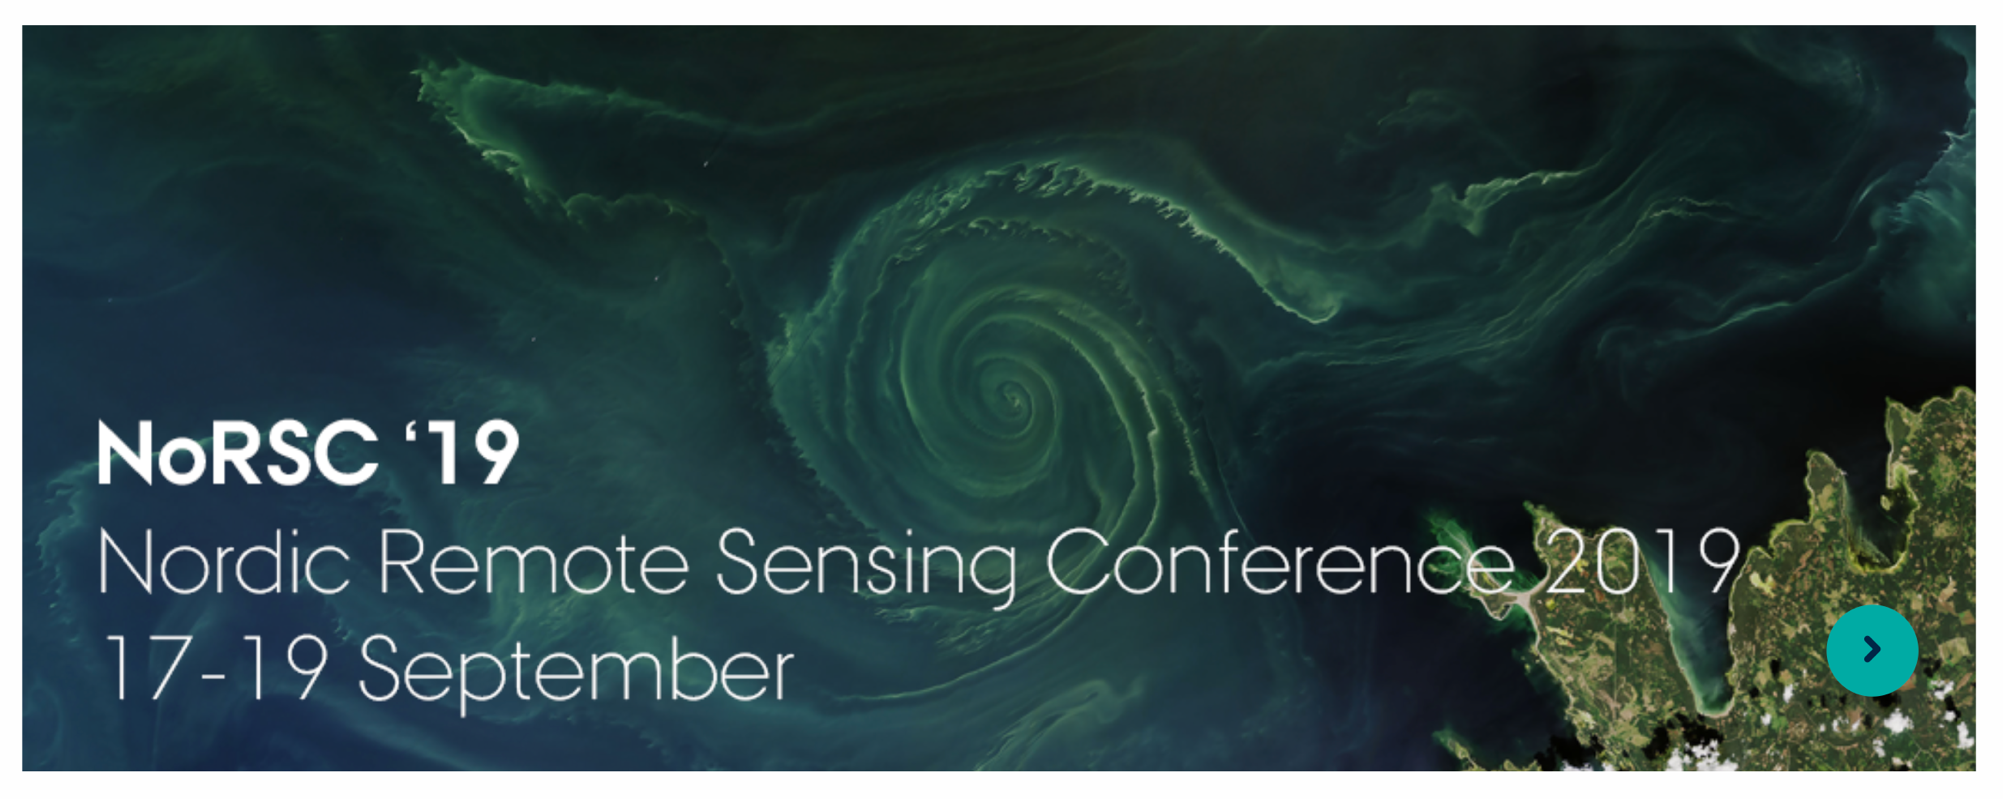 NoRSC ‘19
Nordic Remote Sensing Conference 2019
17-19 September